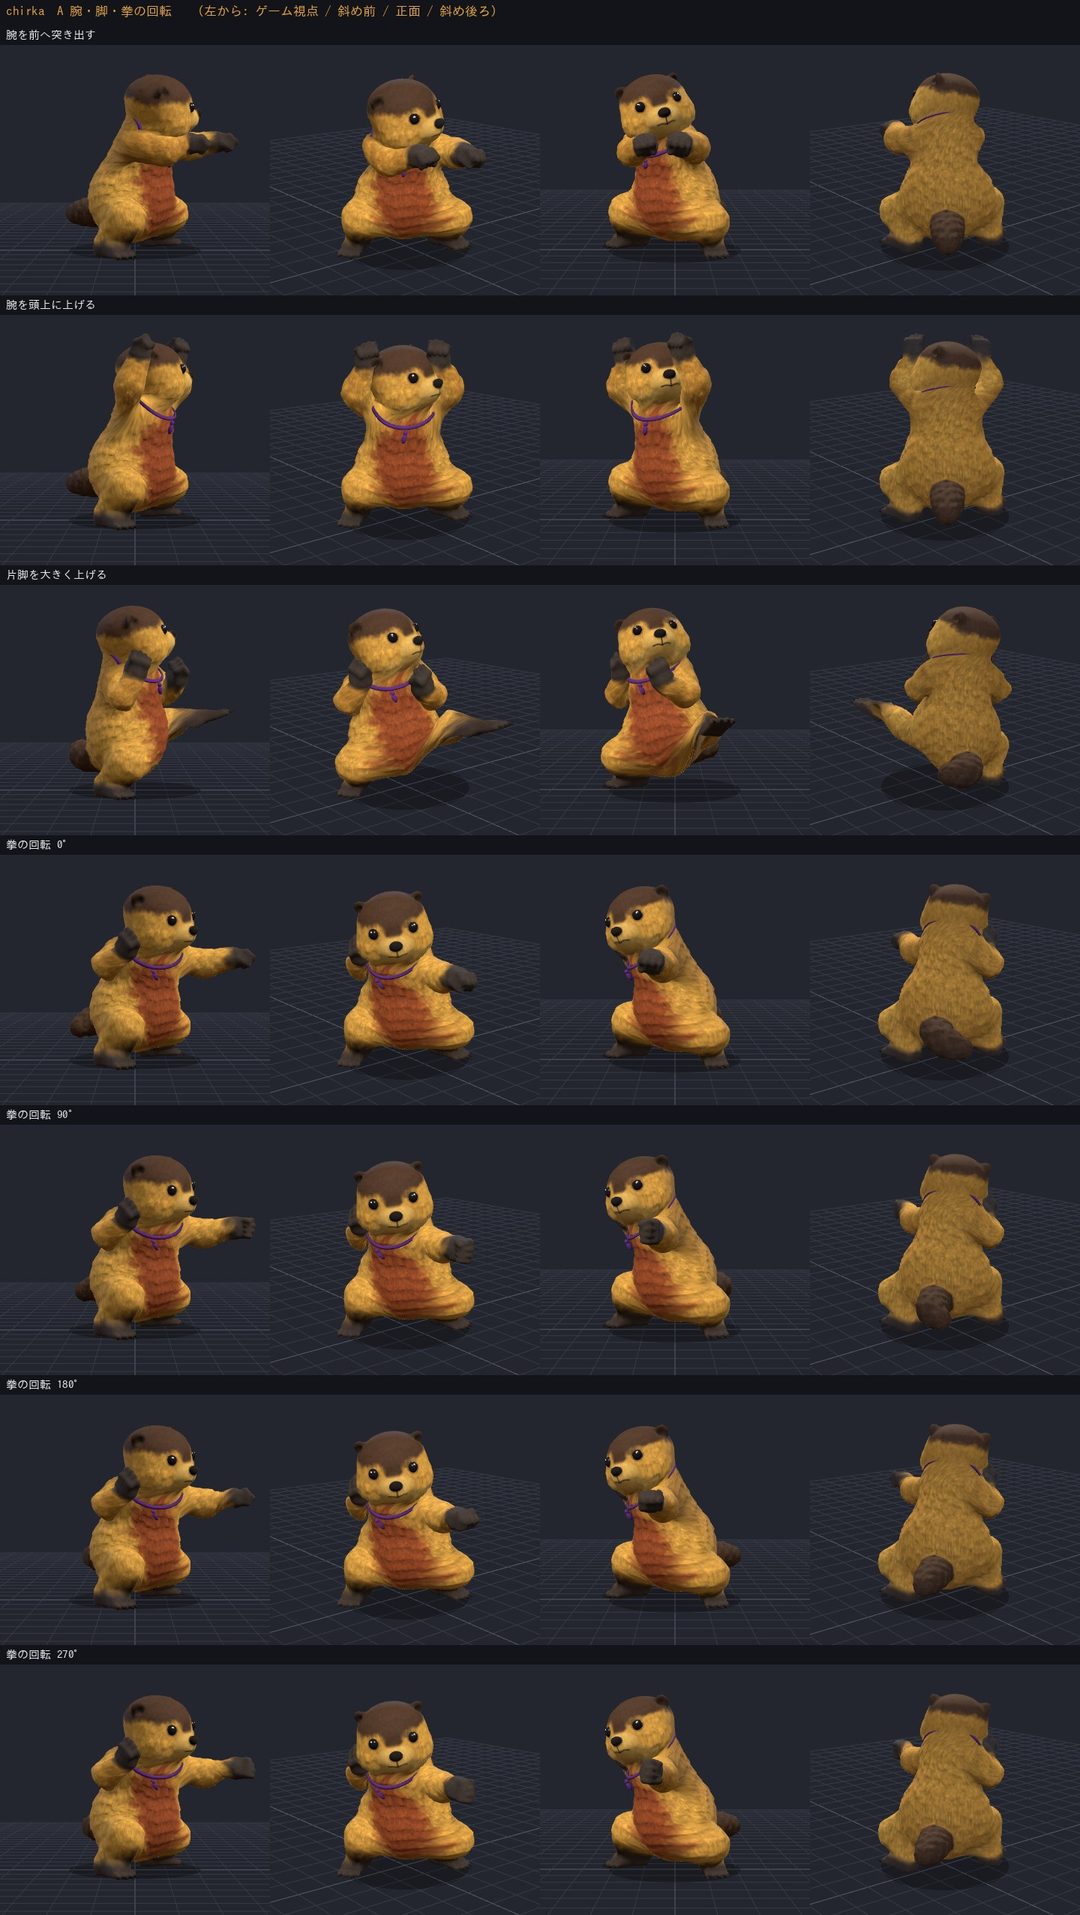 chirka A 腕・脚・拳の回転 （左から: ゲーム視点 / 斜め前 / 正面 / 斜め後ろ）
腕を前へ突き出す
腕を頭上に上げる
片脚を大きく上げる
拳の回転 0°
拳の回転 90°
拳の回転 180°
拳の回転 270°